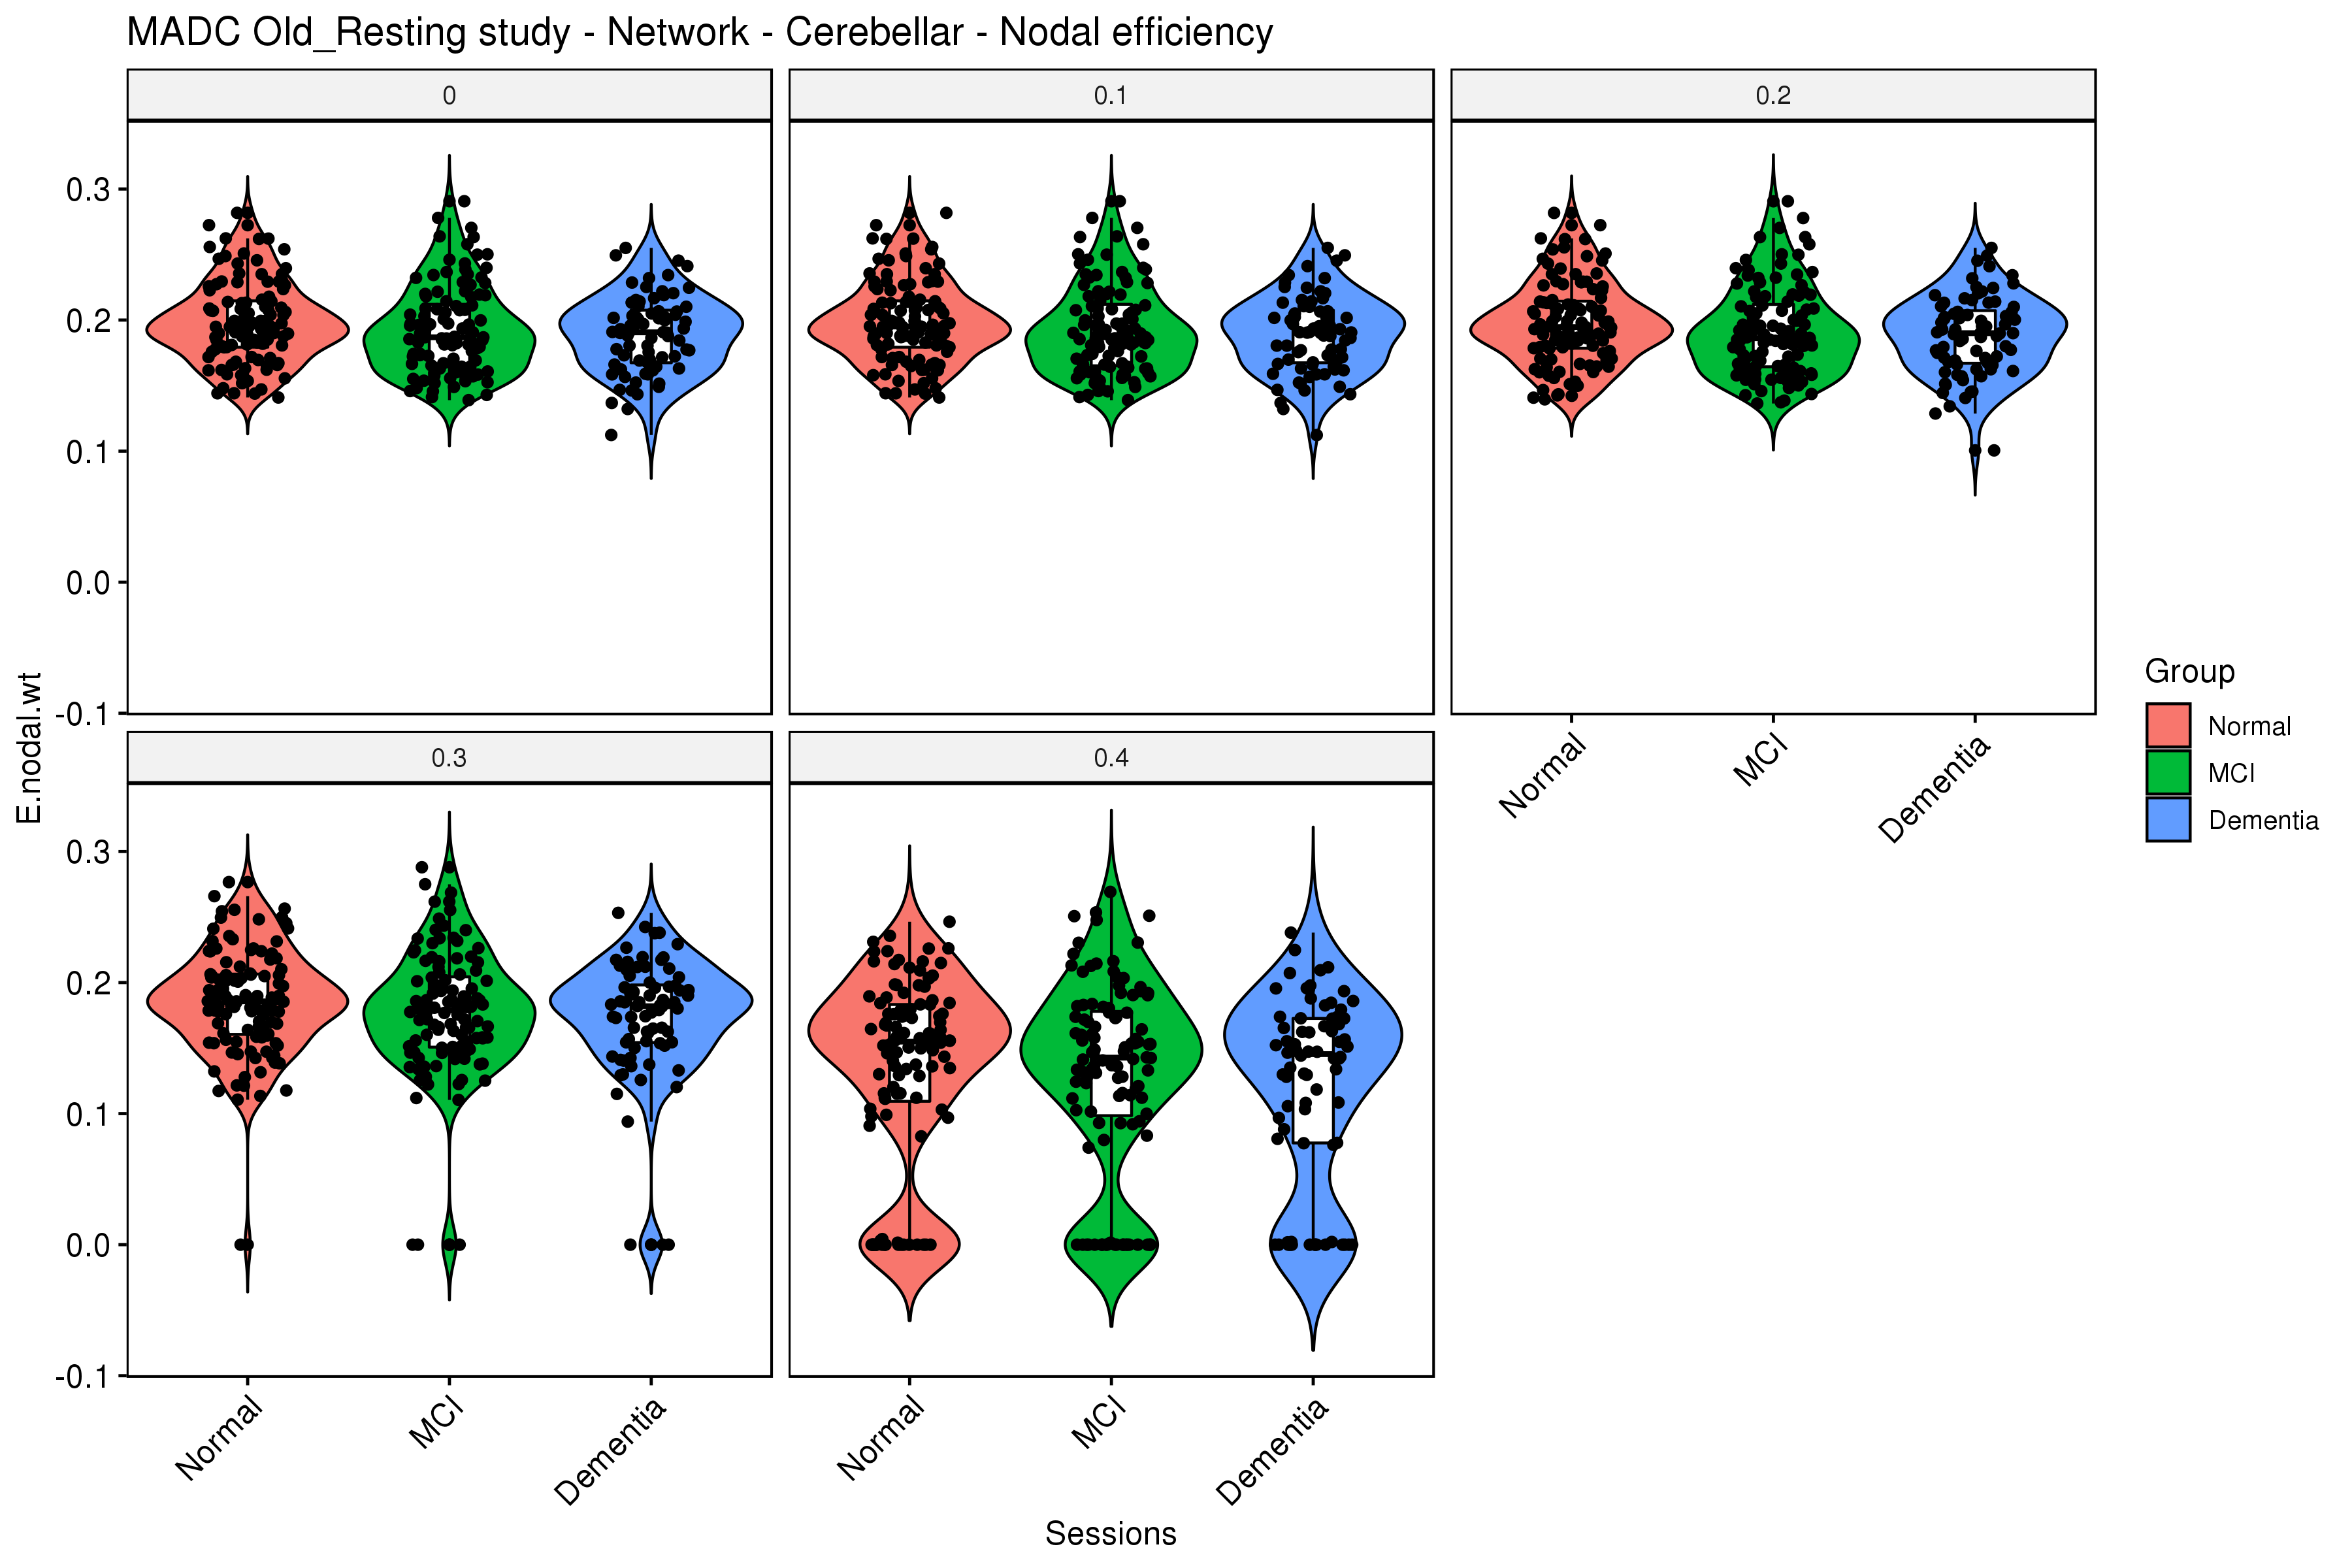 MADC Old_Resting study - Network - Cerebellar - Nodal efficiency
0
0.1
0.2
0.3
0.2
0.1
0.0
-0.1
E.nodal.wt
Normal
MCI
Dementia
0.3
0.4
0.3
0.2
0.1
0.0
-0.1
Normal
MCI
Dementia
Normal
MCI
Dementia
Sessions
Group
Normal
MCI
Dementia